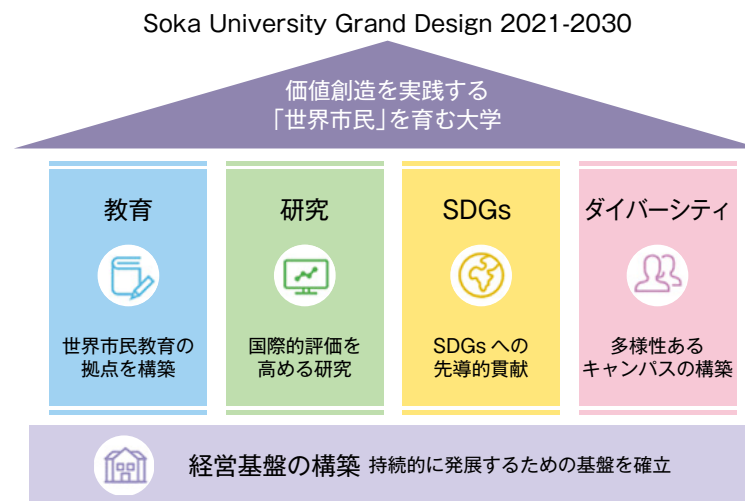 Soka University Grand Design 2021-2030
価値創造を実践する
「世界市民」を育む大学
教育
世界市民教育の
拠点を構築
研究
国際的評価を
高める研究
SDGs
SDGs への
先導的貢献
ダイバーシティ
多様性ある
キャンパスの構築
経営基盤の構築 持続的に発展するための基盤を確立